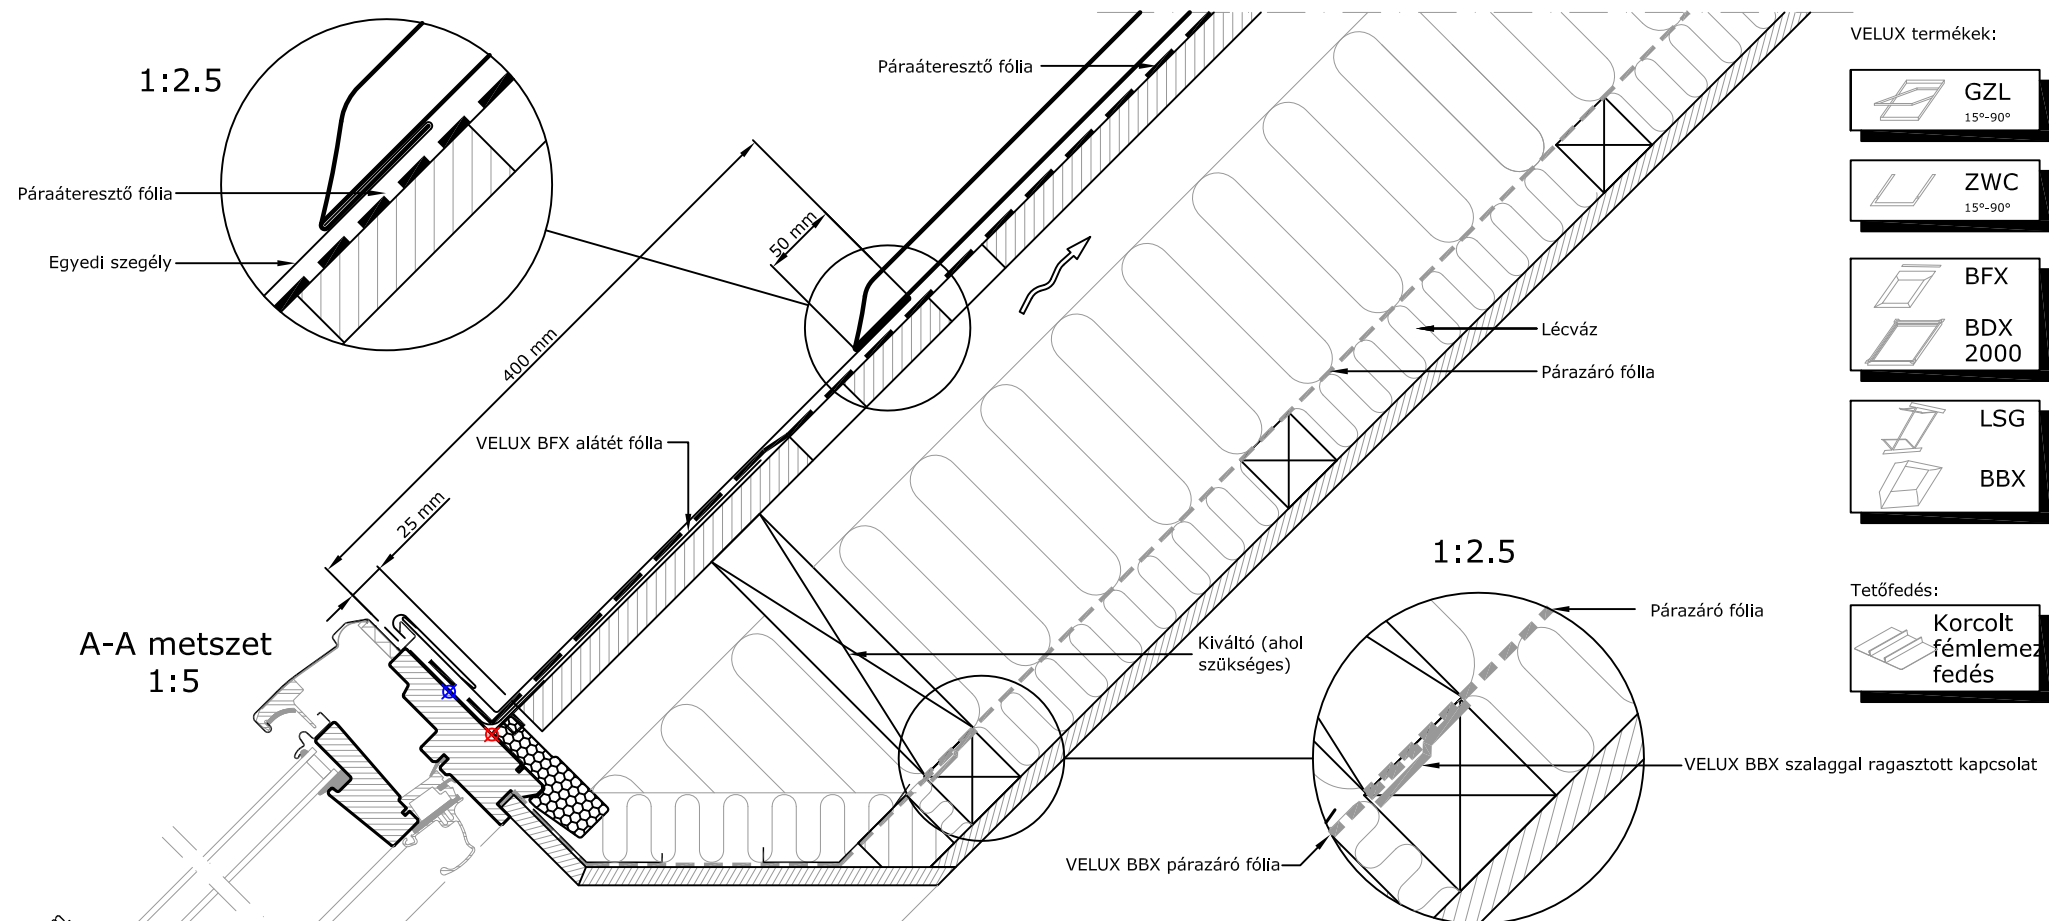 1:2.5
Páraáteresztő fólia
Páraáteresztő fólia
Egyedi szegély
50 mm
400 mm
25 mm
VELUX BFX alátét fólia
A-A metszet
1:5
Lécváz
Párazáró fólia
Kiváltó (ahol
szükséges)
1:2.5
Párazáró fólia
VELUX BBX szalaggal ragasztott kapcsolat
VELUX BBX párazáró fólia
VELUX termékek:
GZL
15°-90°
ZWC
15°-90°
BFX
BDX
2000
LSG
BBX
Tetőfedés:
Korcolt
fémlemez
fedés